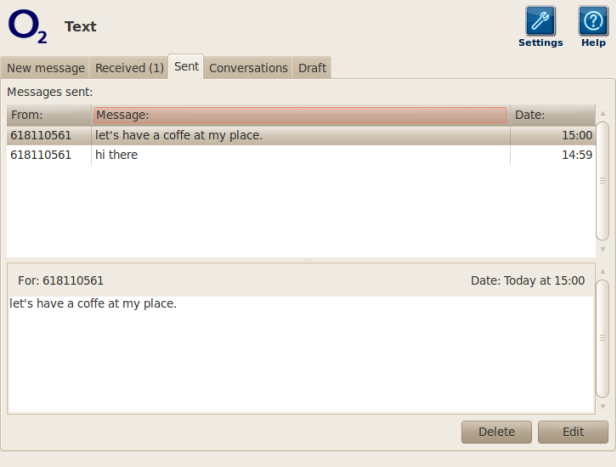 O2 Text
Settings Help
New message Received (1) Sent Conversations Draft
Messages sent:
From: Message: Date:
618110561 let's have a coffe at my place. 15:00
618110561 hi there 14:59
For: 618110561 Date: Today at 15:00
let's have a coffe at my place.
Delete Edit